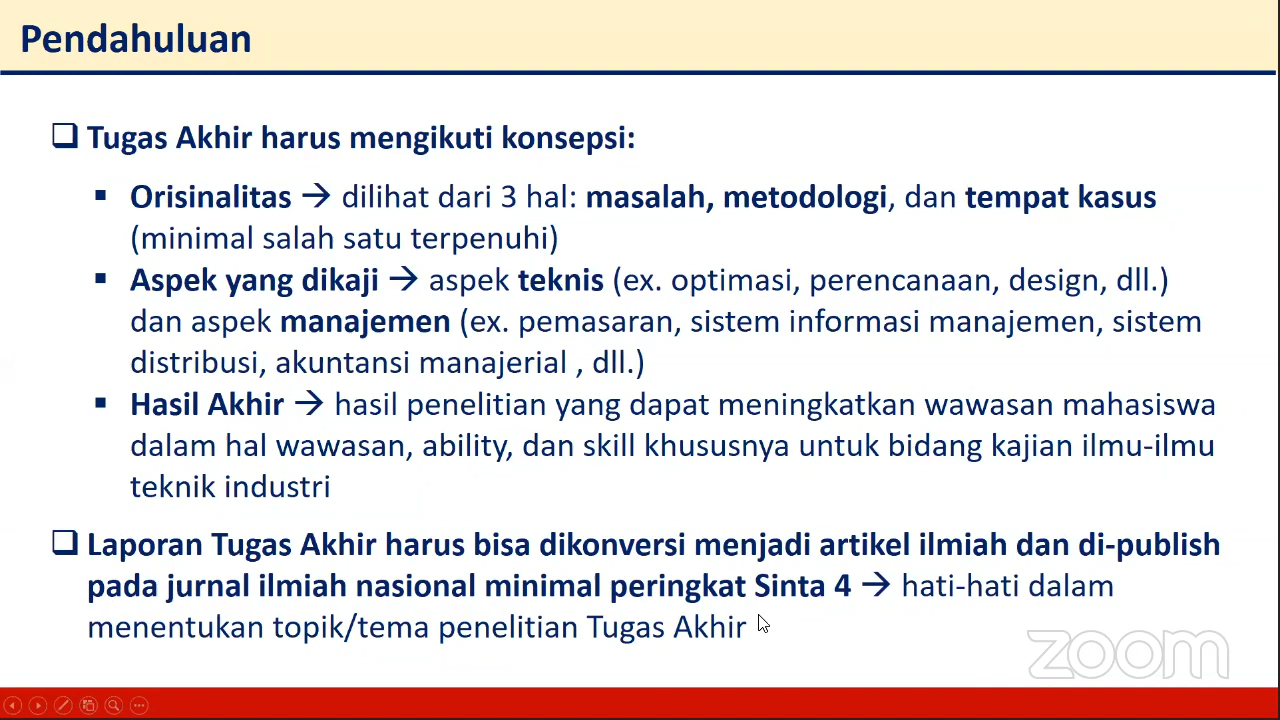 Pendahuluan
❑ Tugas Akhir harus mengikuti konsepsi:
▪ Orisinalitas → dilihat dari 3 hal: masalah, metodologi, dan tempat kasus
(minimal salah satu terpenuhi)
▪ Aspek yang dikaji → aspek teknis (ex. optimasi, perencanaan, design, dll.)
dan aspek manajemen (ex. pemasaran, sistem informasi manajemen, sistem
distribusi, akuntansi manajerial , dll.)
▪ Hasil Akhir → hasil penelitian yang dapat meningkatkan wawasan mahasiswa
dalam hal wawasan, ability, dan skill khususnya untuk bidang kajian ilmu-ilmu
teknik industri
❑ Laporan Tugas Akhir harus bisa dikonversi menjadi artikel ilmiah dan di-publish
pada jurnal ilmiah nasional minimal peringkat Sinta 4 → hati-hati dalam
menentukan topik/tema penelitian Tugas Akhir
zoom